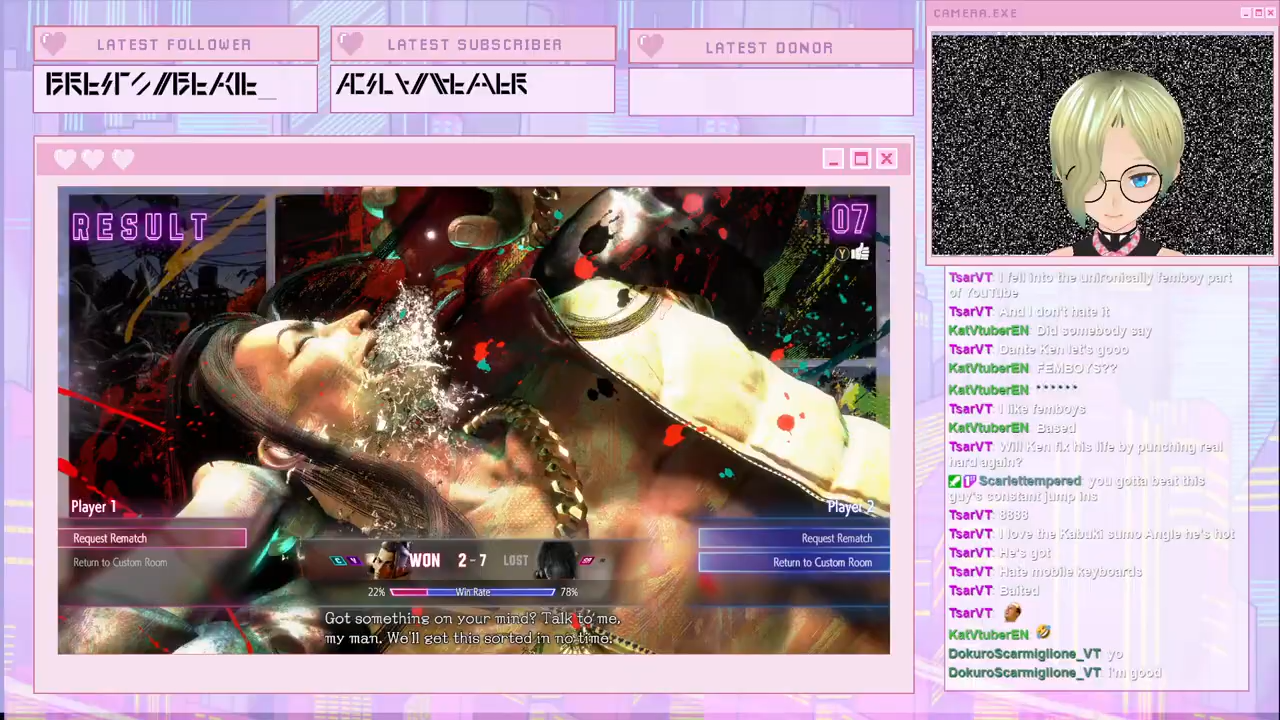 CAMERA.EXE
LATEST FOLLOWER
LATEST SUBSCRIBER
LATEST DONOR
RESULT
07
Y
Player 1
Player 2
Request Rematch
Return to Custom Room
Request Rematch
Return to Custom Room
C
WON 2 - 7 LOST
22% Win Rate 78%
Got something on your mind? Talk to me,
my man. We'll get this sorted in no time.
TsarVT: I fell into the unironically femboy part
of YouTube
TsarVT: And I don't hate it
KatVtuberEN: Did somebody say
TsarVT: Dante Ken let's gooo
KatVtuberEN: FEMBOYS??
KatVtuberEN: ******
TsarVT: I like femboys
KatVtuberEN: Based
TsarVT: Will Ken fix his life by punching real
hard again?
Scarlettempered: you gotta beat this
guy's constant jump ins
TsarVT: 8888
TsarVT: I love the Kabuki sumo Angle he's hot
TsarVT: He's got
TsarVT: Hate mobile keyboards
TsarVT: Baited
TsarVT:
KatVtuberEN:
DokuroScarmiglione_VT: yo
DokuroScarmiglione_VT: i'm good